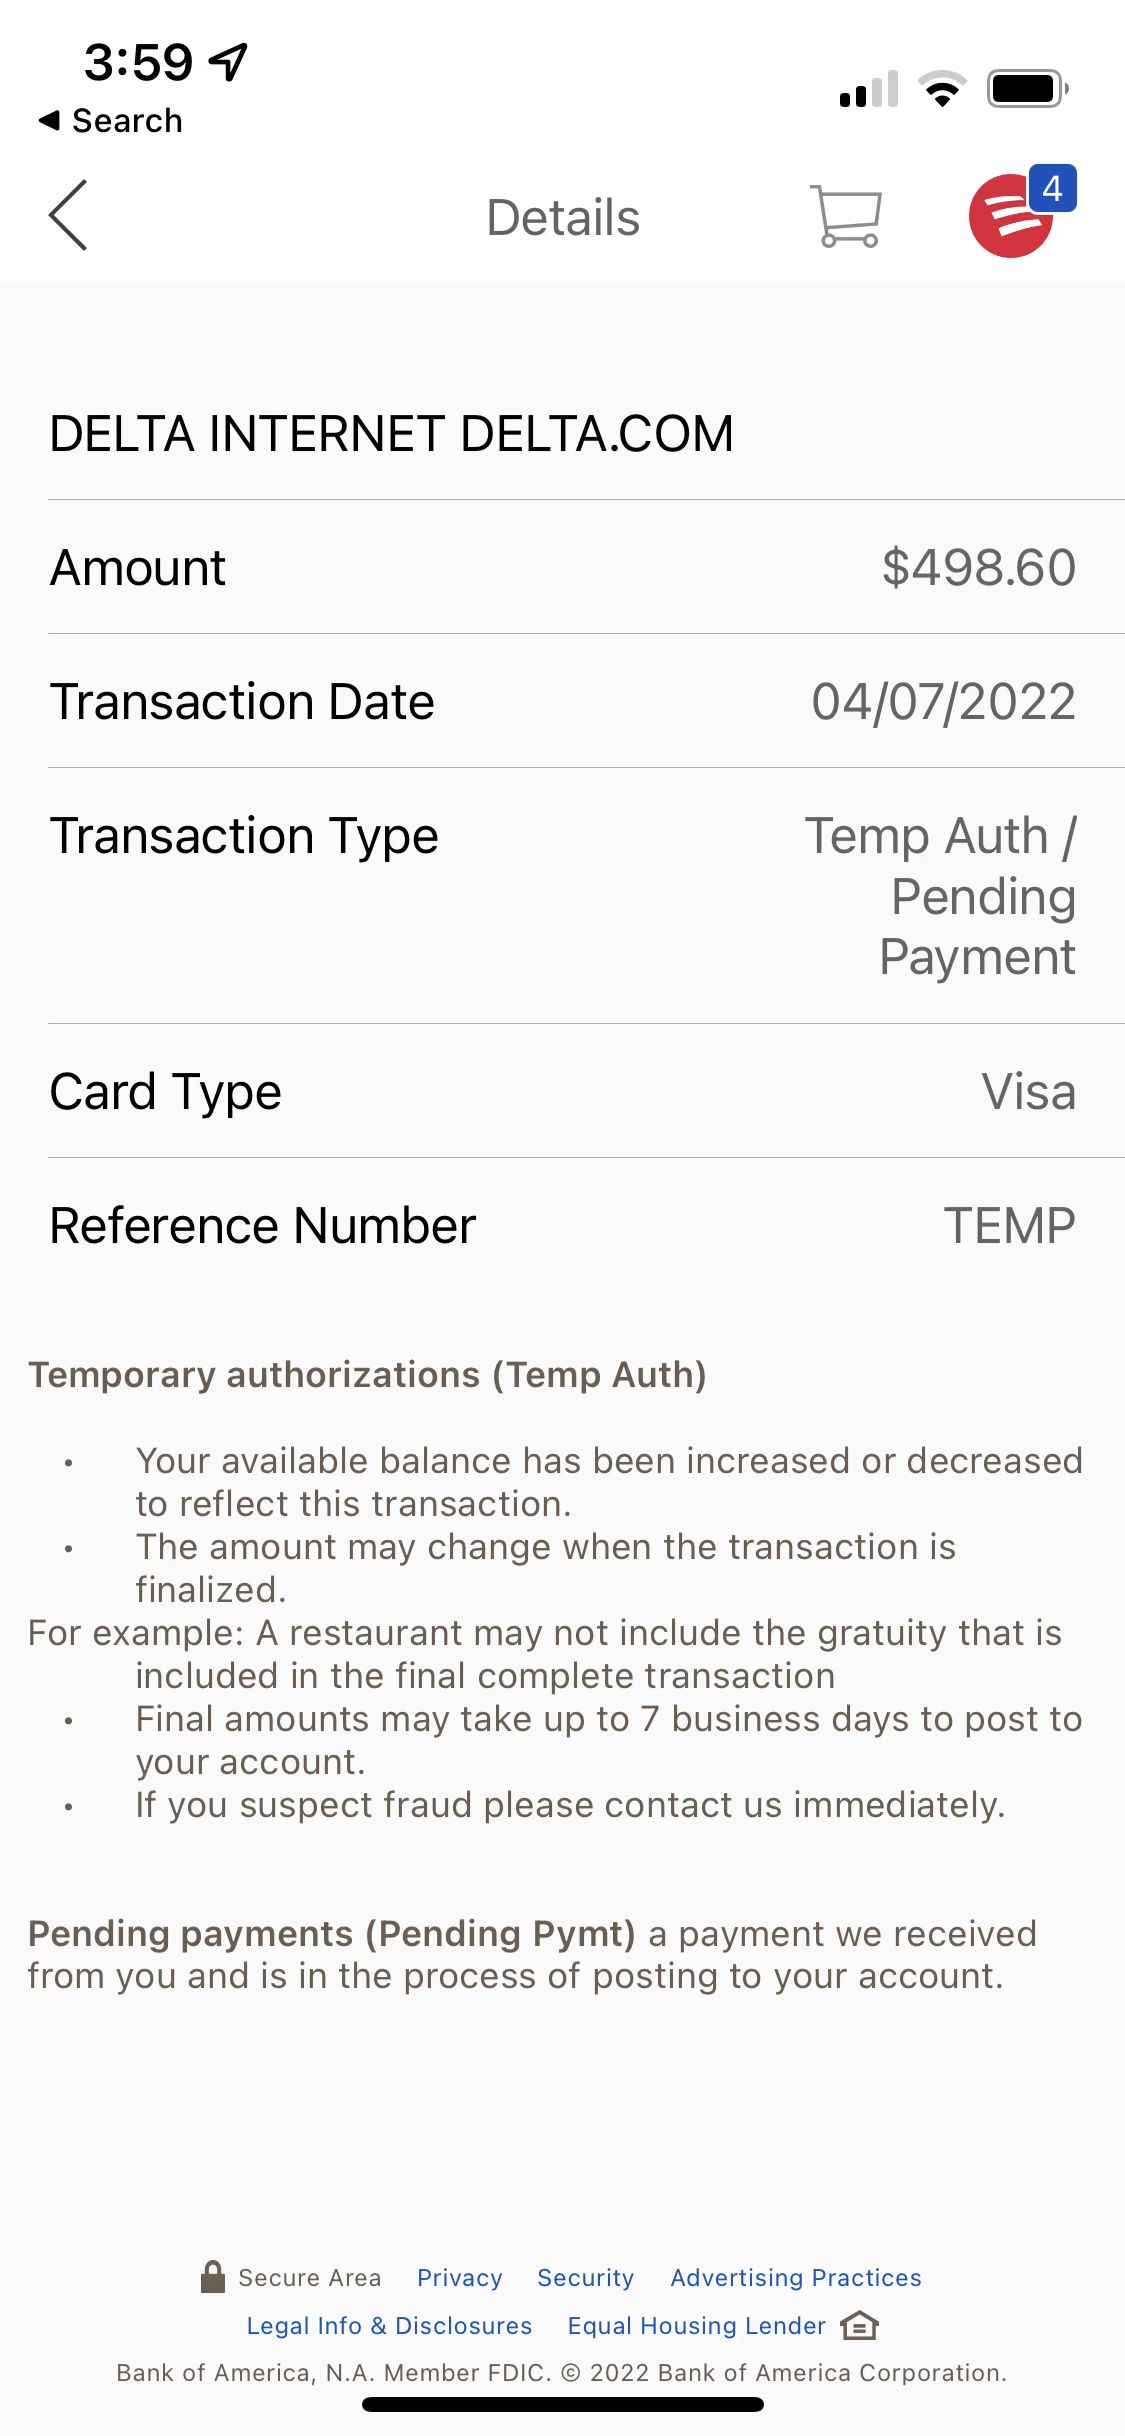 3:59
◀ Search
Details
4
DELTA INTERNET DELTA.COM
Amount $498.60
Transaction Date 04/07/2022
Transaction Type Temp Auth /
Pending
Payment
Card Type Visa
Reference Number TEMP
Temporary authorizations (Temp Auth)
• Your available balance has been increased or decreased
to reflect this transaction.
• The amount may change when the transaction is
finalized.
For example: A restaurant may not include the gratuity that is
included in the final complete transaction
• Final amounts may take up to 7 business days to post to
your account.
• If you suspect fraud please contact us immediately.
Pending payments (Pending Pymt) a payment we received
from you and is in the process of posting to your account.
Secure Area Privacy Security Advertising Practices
Legal Info & Disclosures Equal Housing Lender
Bank of America, N.A. Member FDIC. © 2022 Bank of America Corporation.